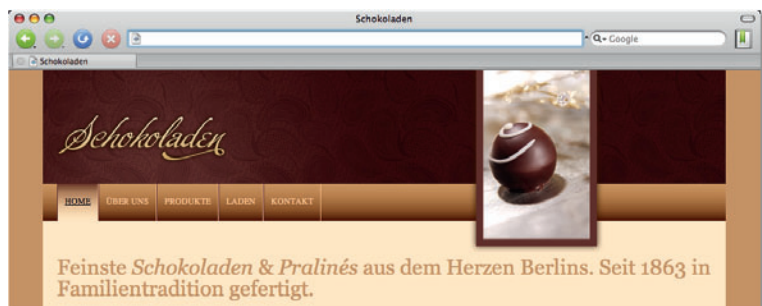 Schokoladen
Google
Schokoladen
Schokoladen
HOME ÜBER UNS PRODUKTE LADEN KONTAKT
Feinste Schokoladen & Pralinés aus dem Herzen Berlins. Seit 1863 in
Familientradition gefertigt.